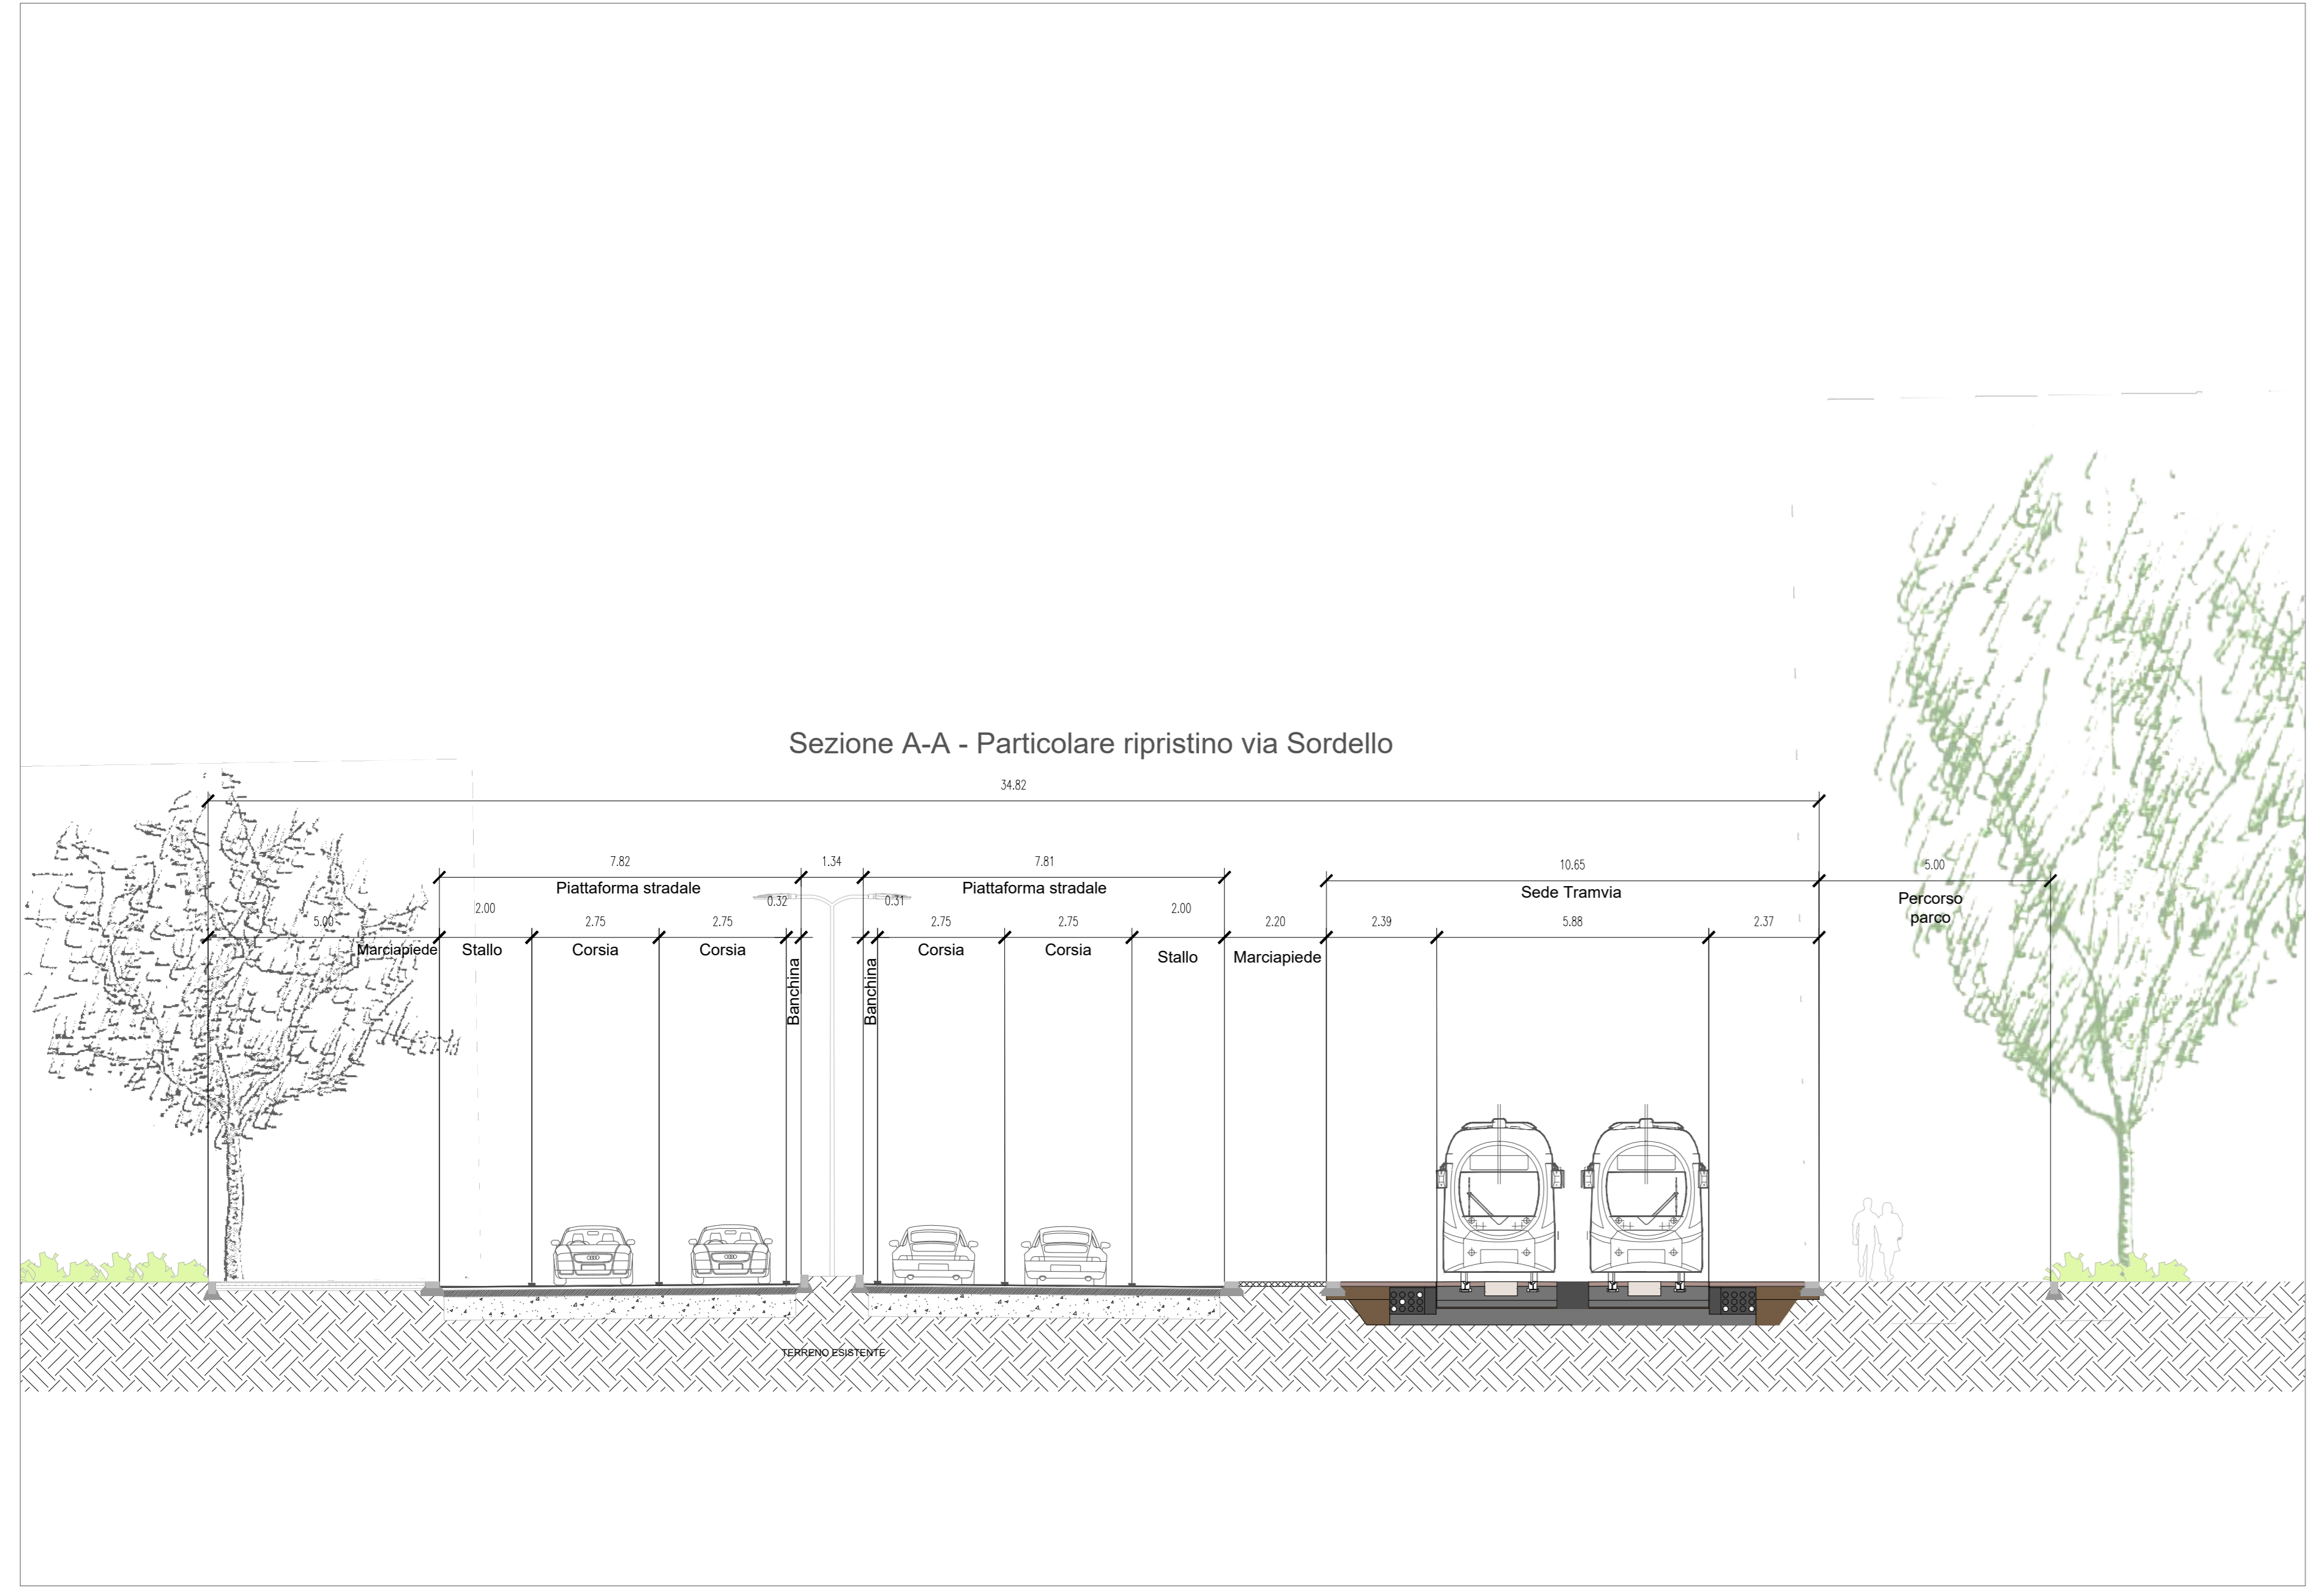 Sezione A-A - Particolare ripristino via Sordello
34.82
7.82
1.34
7.81
10.65
5.00
Piattaforma stradale
Piattaforma stradale
Sede Tramvia
Percorso
parco
0.32
0.31
5.00
2.00
2.75
2.75
2.75
2.75
2.00
2.20
2.39
5.88
2.37
Marciapiede
Stallo
Corsia
Corsia
Banchina
Banchina
Corsia
Corsia
Stallo
Marciapiede
TERRENO ESISTENTE